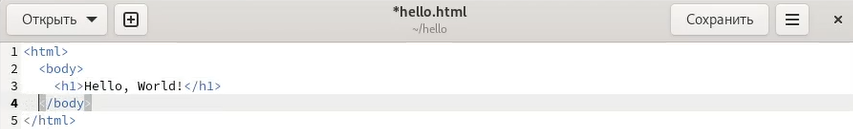 Открыть
*hello.html
~/hello
Сохранить
1 <html>
2   <body>
3     <h1>Hello, World!</h1>
4   </body>
5 </html>